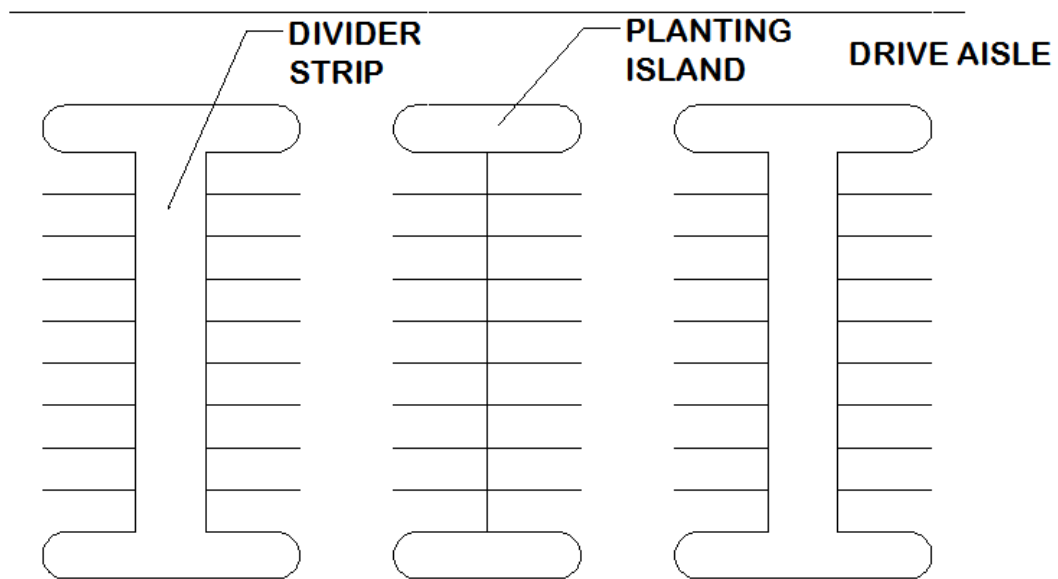 DIVIDER
STRIP
PLANTING
ISLAND
DRIVE AISLE